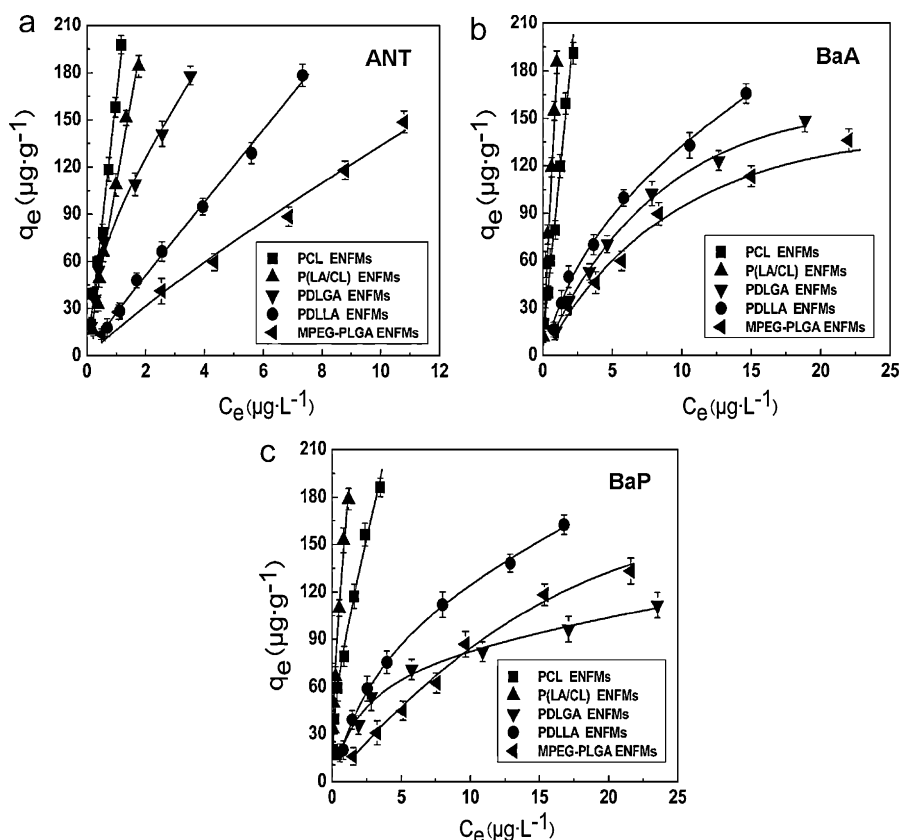 a
ANT
qe(μg·g-1)
210
180
150
120
90
60
30
0
PCL ENFMs
P(LA/CL) ENFMs
PDLGA ENFMs
PDLLA ENFMs
MPEG-PLGA ENFMs
0 2 4 6 8 10 12
Ce(μg·L-1)
b
BaA
qe(μg·g-1)
210
180
150
120
90
60
30
0
PCL ENFMs
P(LA/CL) ENFMs
PDLGA ENFMs
PDLLA ENFMs
MPEG-PLGA ENFMs
0 5 10 15 20 25
Ce(μg·L-1)
c
BaP
qe(μg·g-1)
210
180
150
120
90
60
30
0
PCL ENFMs
P(LA/CL) ENFMs
PDLGA ENFMs
PDLLA ENFMs
MPEG-PLGA ENFMs
0 5 10 15 20 25
Ce(μg·L-1)